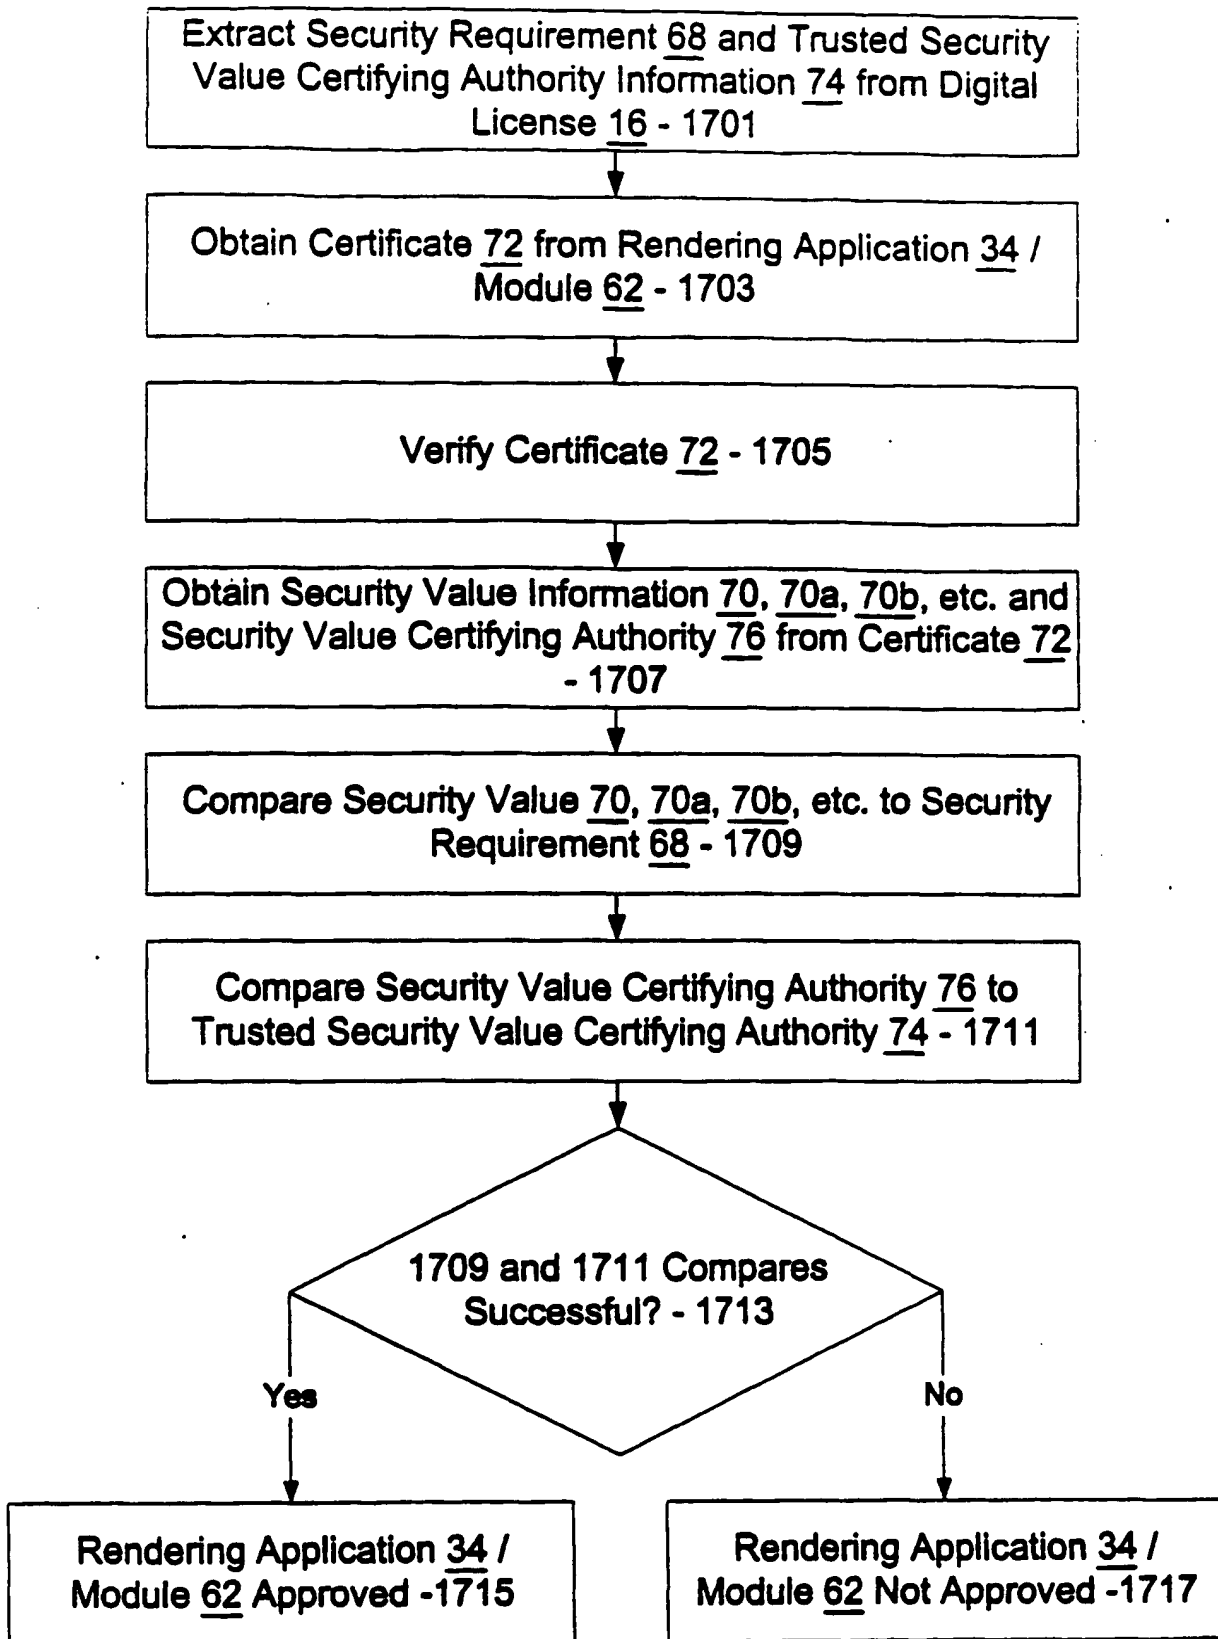 Extract Security Requirement 68 and Trusted Security
Value Certifying Authority Information 74 from Digital
License 16 - 1701
Obtain Certificate 72 from Rendering Application 34 /
Module 62 - 1703
Verify Certificate 72 - 1705
Obtain Security Value Information 70, 70a, 70b, etc. and
Security Value Certifying Authority 76 from Certificate 72
- 1707
Compare Security Value 70, 70a, 70b, etc. to Security
Requirement 68 - 1709
Compare Security Value Certifying Authority 76 to
Trusted Security Value Certifying Authority 74 - 1711
1709 and 1711 Compares
Successful? - 1713
Yes
No
Rendering Application 34 /
Module 62 Approved -1715
Rendering Application 34 /
Module 62 Not Approved -1717